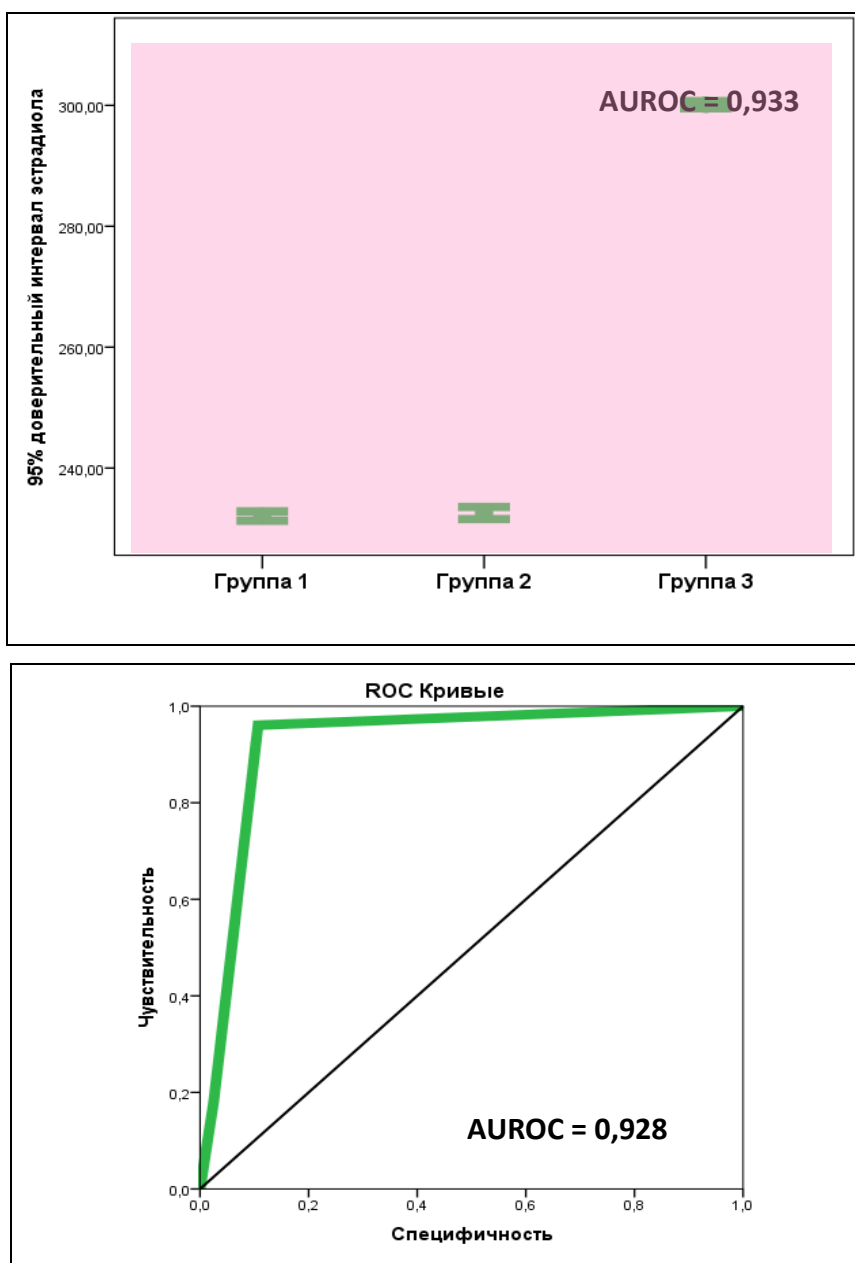 95% доверительный интервал эстрадиола
300,00
280,00
260,00
240,00
AUROC = 0,933
Группа 1
Группа 2
Группа 3
ROC Кривые
Чувствительность
1,0
0,8
0,6
0,4
0,2
0,0
AUROC = 0,928
0,0
0,2
0,4
0,6
0,8
1,0
Специфичность